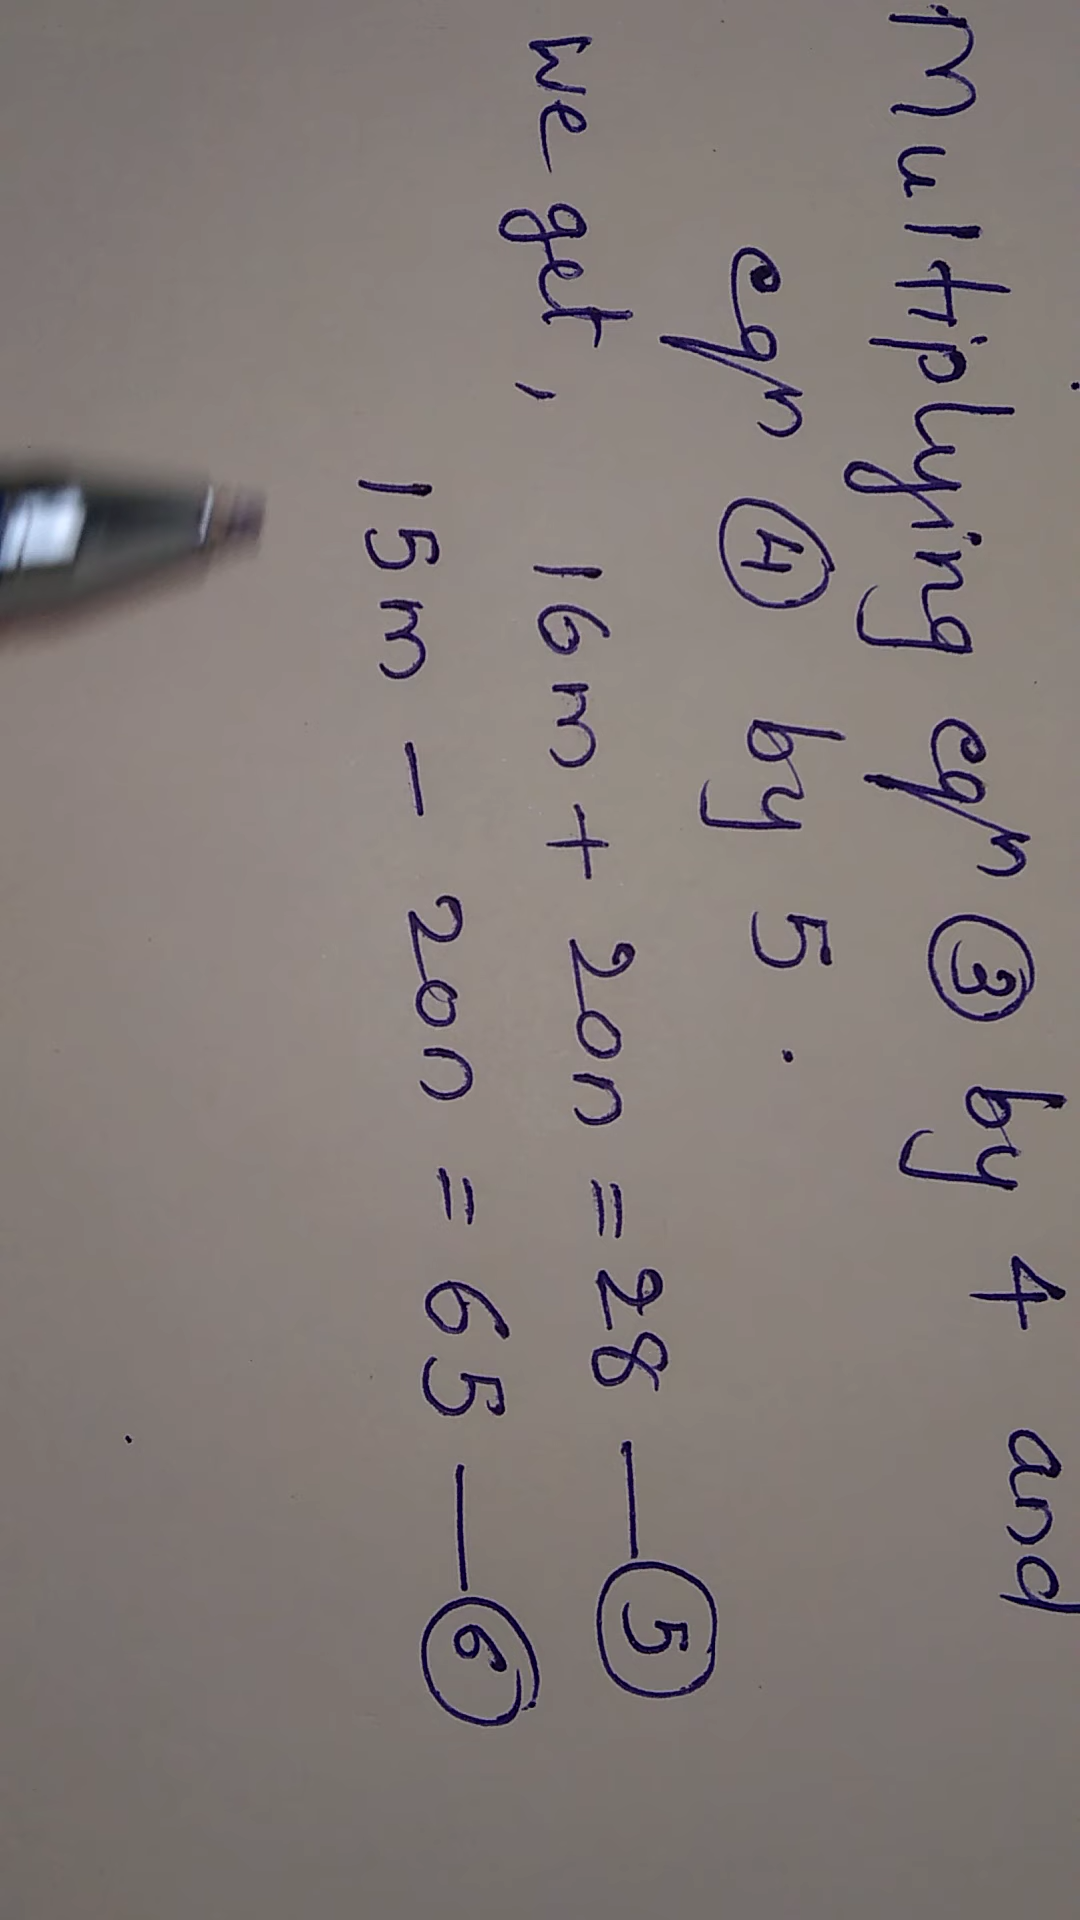 Multiplying eqn ③ by 4 and
eqn ④ by 5.
we get,
16m + 20n = 28 — ⑤
15m - 20n = 65 — ⑥